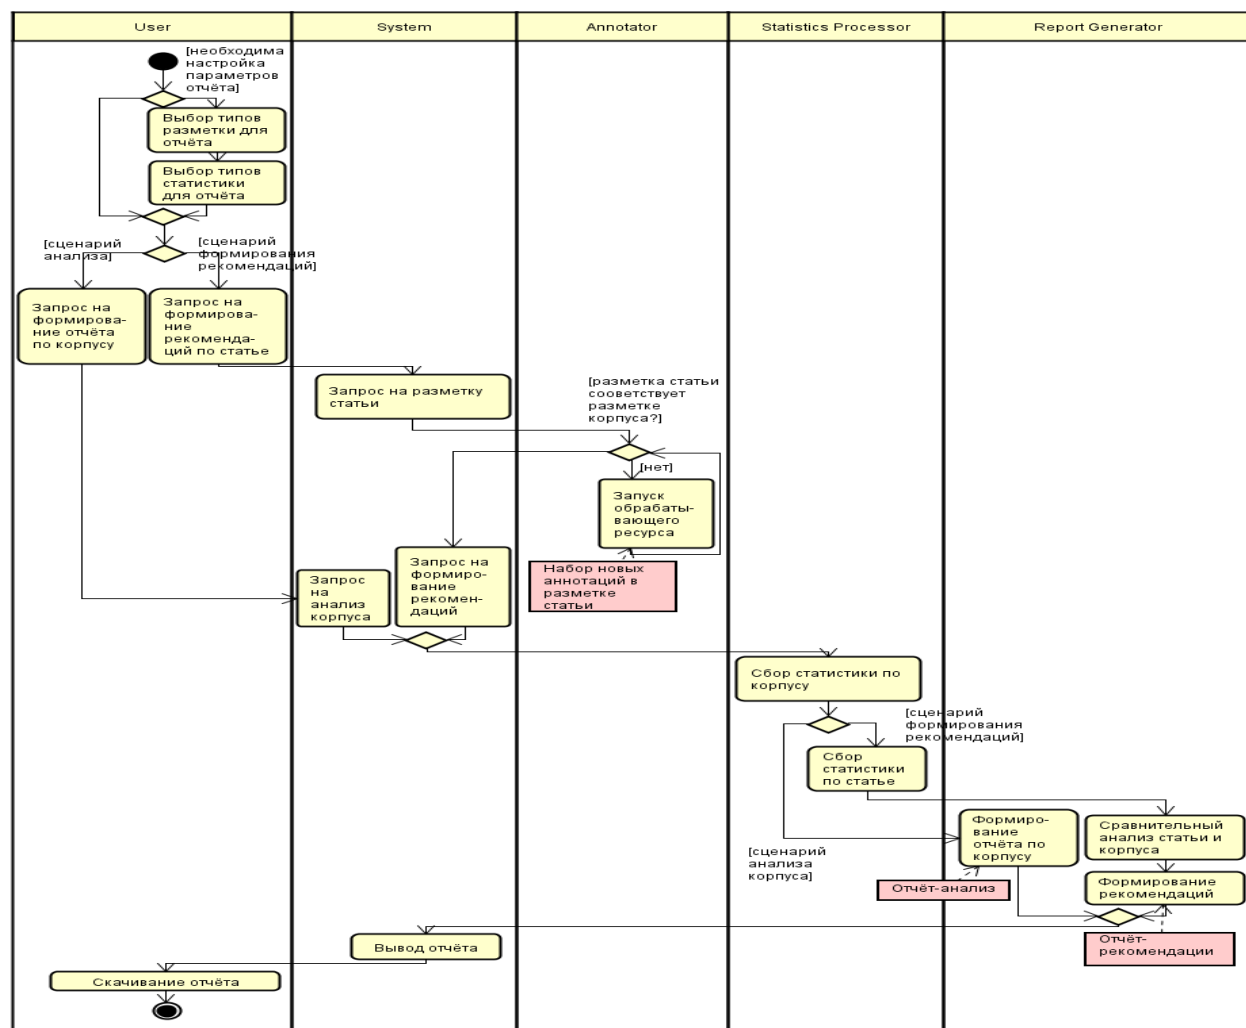 User
System
Annotator
Statistics Processor
Report Generator
[необходима
настройка
параметров
отчёта]
Выбор типов
разметки для
отчёта
Выбор типов
статистики
для отчёта
[сценарий
анализа]
[сценарий
формирования
рекомендаций]
Запрос на
формирова-
ние отчёта
по корпусу
Запрос на
формирова-
ние
рекоменда-
ций по статье
Запрос на разметку
статьи
[разметка статьи
сооветствует
разметке
корпуса?]
[нет]
Запуск
обрабаты-
вающего
ресурса
Набор новых
аннотаций в
разметке
статьи
Запрос
на
анализ
корпуса
Запрос на
формиро-
вание
рекомен-
даций
Сбор статистики по
корпусу
[сценарий
формирования
рекомендаций]
Сбор
статистики
по статье
[сценарий
анализа
корпуса]
Формиро-
вание
отчёта по
корпусу
Сравнительный
анализ статьи и
корпуса
Отчёт-анализ
Формирование
рекомендаций
Отчёт-
рекомендации
Вывод отчёта
Скачивание отчёта